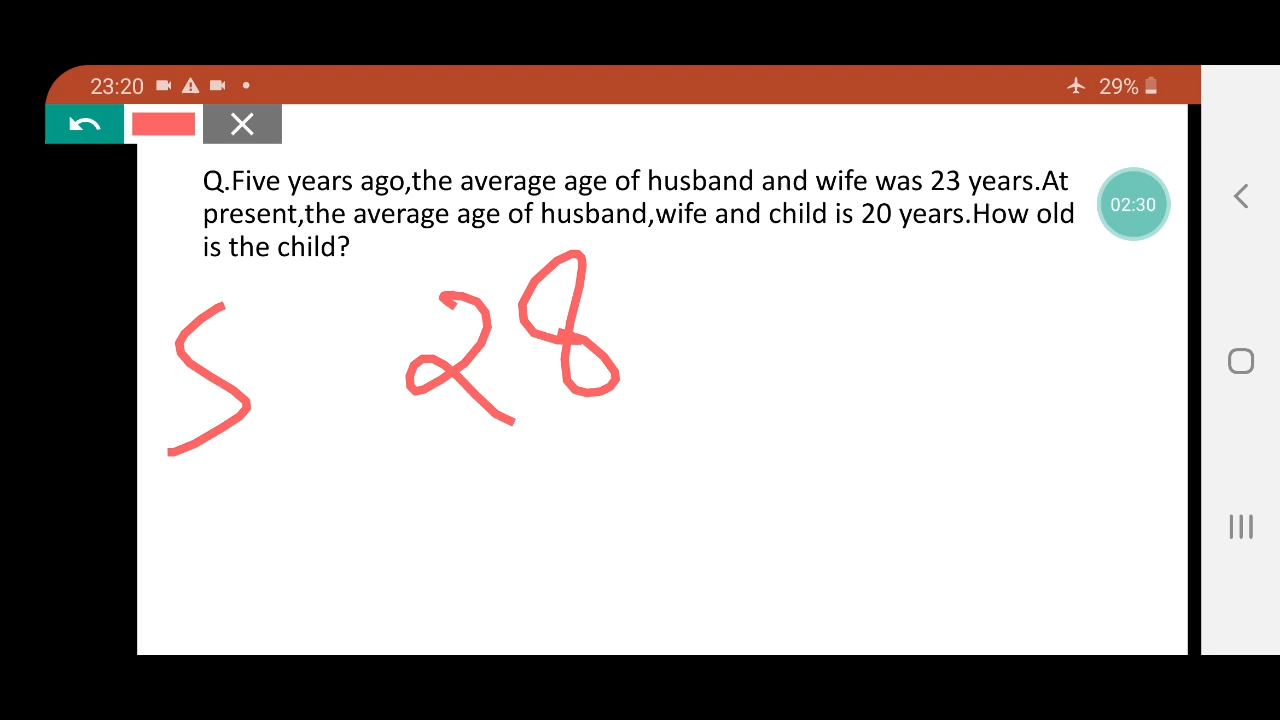 23:20
29%
Q.Five years ago,the average age of husband and wife was 23 years.At
present,the average age of husband,wife and child is 20 years.How old
is the child?
02:30
S 28